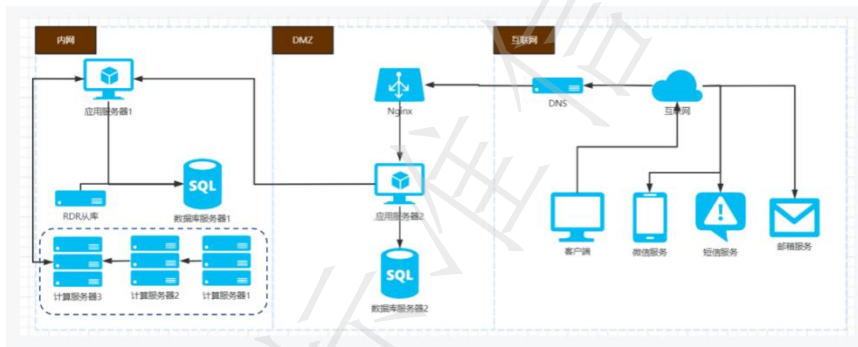 内网
DMZ
互联网
应用服务器1
Nginx
DNS
互联网
RDR从库
SQL
数据库服务器1
应用服务器2
客户端
微信服务
短信服务
邮箱服务
计算服务器3
计算服务器2
计算服务器1
SQL
数据库服务器2